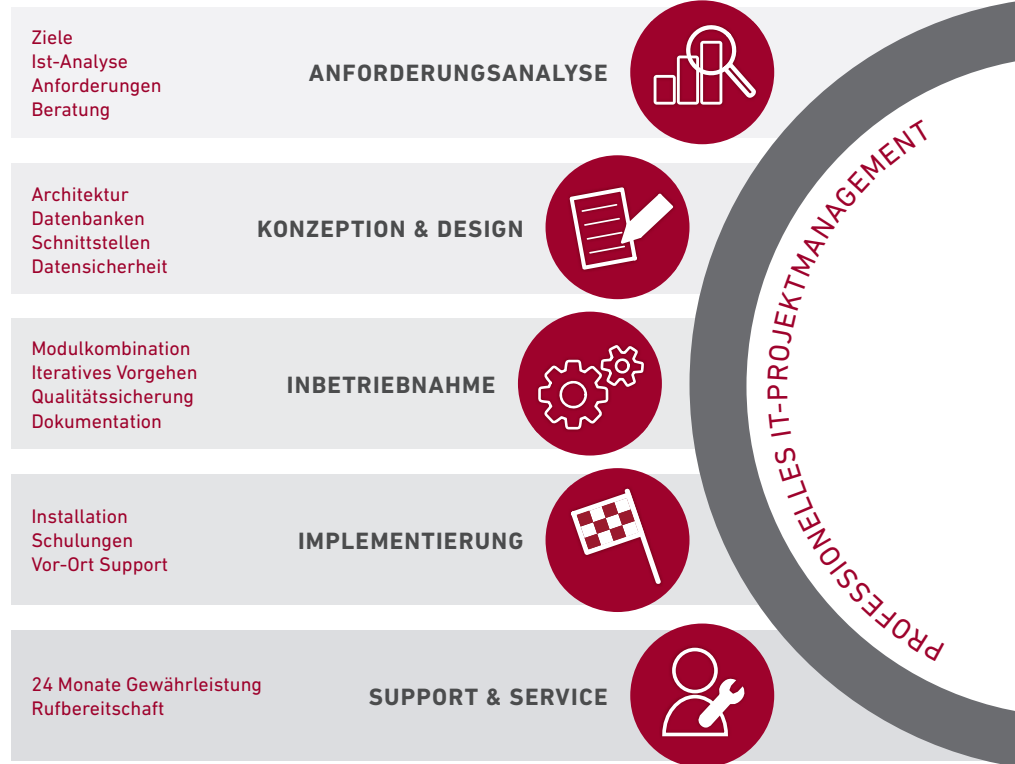 Ziele
Ist-Analyse
Anforderungen
Beratung
ANFORDERUNGSANALYSE
Architektur
Datenbanken
Schnittstellen
Datensicherheit
KONZEPTION & DESIGN
Modulkombination
Iteratives Vorgehen
Qualitätssicherung
Dokumentation
INBETRIEBNAHME
Installation
Schulungen
Vor-Ort Support
IMPLEMENTIERUNG
24 Monate Gewährleistung
Rufbereitschaft
SUPPORT & SERVICE
PROFESSIONELLES IT-PROJEKTMANAGEMENT